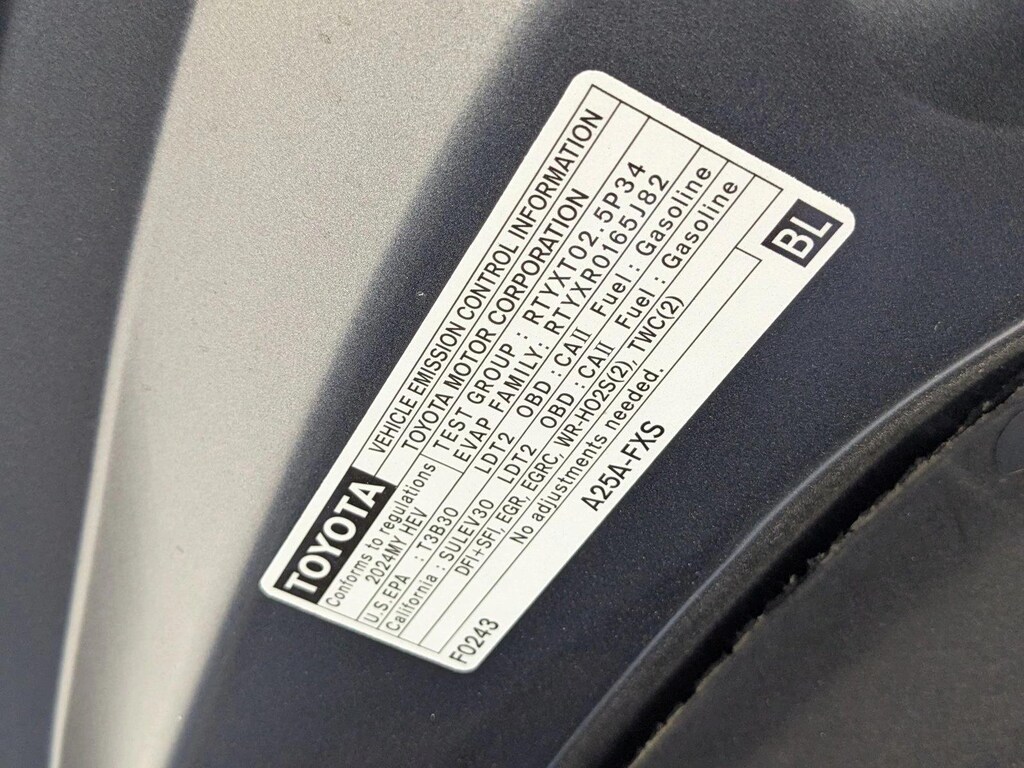 TOYOTA
VEHICLE EMISSION CONTROL INFORMATION
TOYOTA MOTOR CORPORATION
Conforms to regulations
2024MY HEV
TEST GROUP : RTYXT02.5P34
EVAP FAMILY: RTYXR0165J82
U.S.EPA : T3B30 LDT2 OBD : CAII Fuel : Gasoline
California : SULEV30 LDT2 OBD : CAII Fuel : Gasoline
DFI+SFI, EGR, EGRC, WR-HO2S(2), TWC(2)
No adjustments needed.
BL
F0243
A25A-FXS